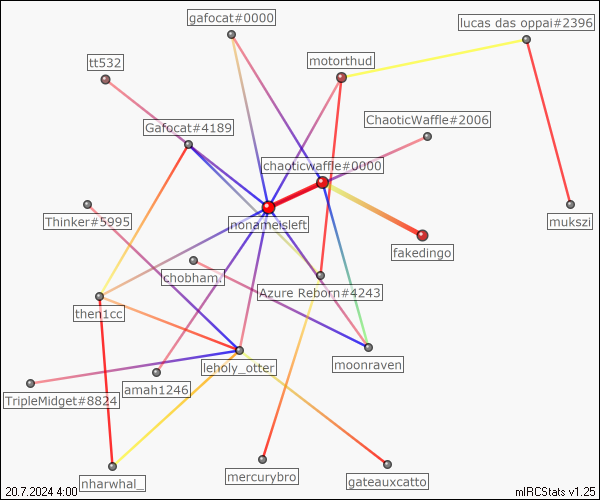 gafocat#0000
lucas das oppai#2396
tt532
motorthud
ChaoticWaffle#2006
Gafocat#4189
chaoticwaffle#0000
Thinker#5995
nonameisleft
mukszi
fakedingo
chobham.
Azure Reborn#4243
then1cc
leholy_otter
moonraven
TripleMidget#8824
amah1246
nharwhal_
mercurybro
gateauxcatto
20.7.2024 4:00
mIRCStats v1.25